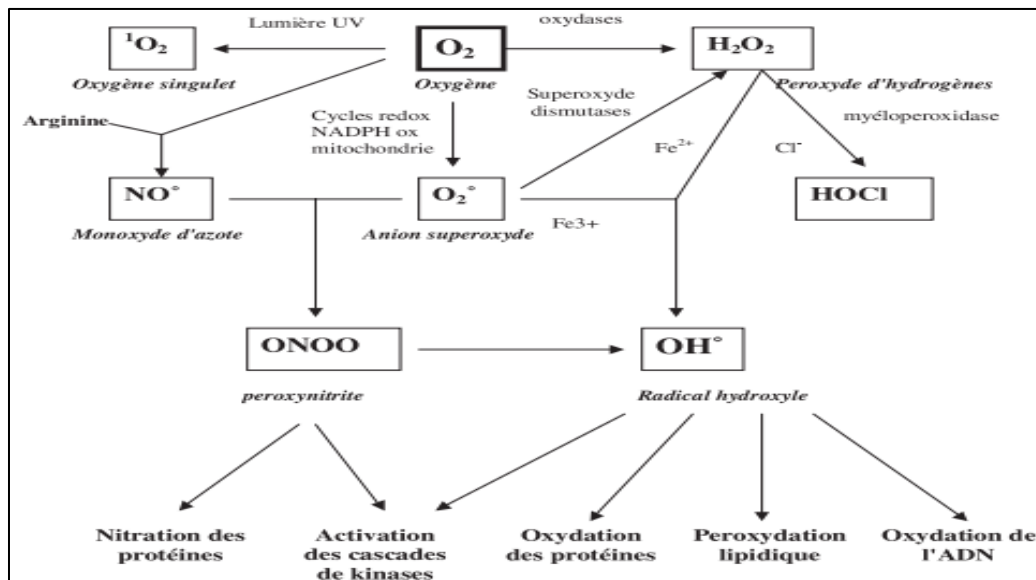 Lumière UV
oxydases
¹O₂
O₂
H₂O₂
Oxygène singulet
Oxygène
Peroxyde d'hydrogènes
Arginine
Cycles redox
NADPH ox
mitochondrie
Superoxyde
dismutases
Fe²⁺
Cl⁻
myéloperoxidase
NO°
O₂°
HOCl
Monoxyde d'azote
Anion superoxyde
Fe3+
ONOO
OH°
peroxynitrite
Radical hydroxyle
Nitration des
protéines
Activation
des cascades
de kinases
Oxydation
des protéines
Peroxydation
lipidique
Oxydation de
l'ADN